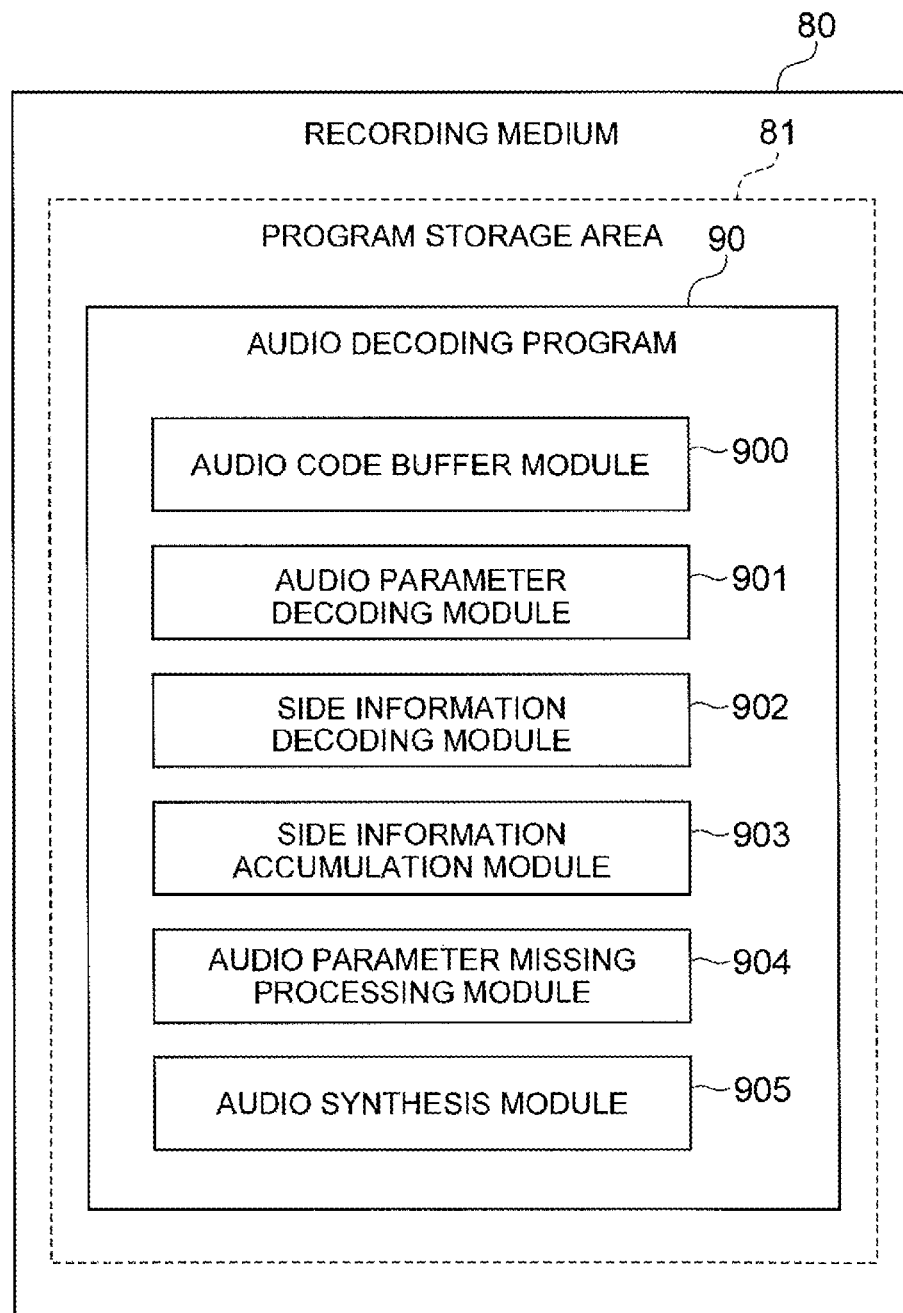 80
RECORDING MEDIUM
81
PROGRAM STORAGE AREA
90
AUDIO DECODING PROGRAM
AUDIO CODE BUFFER MODULE
900
AUDIO PARAMETER
DECODING MODULE
901
SIDE INFORMATION
DECODING MODULE
902
SIDE INFORMATION
ACCUMULATION MODULE
903
AUDIO PARAMETER MISSING
PROCESSING MODULE
904
AUDIO SYNTHESIS MODULE
905